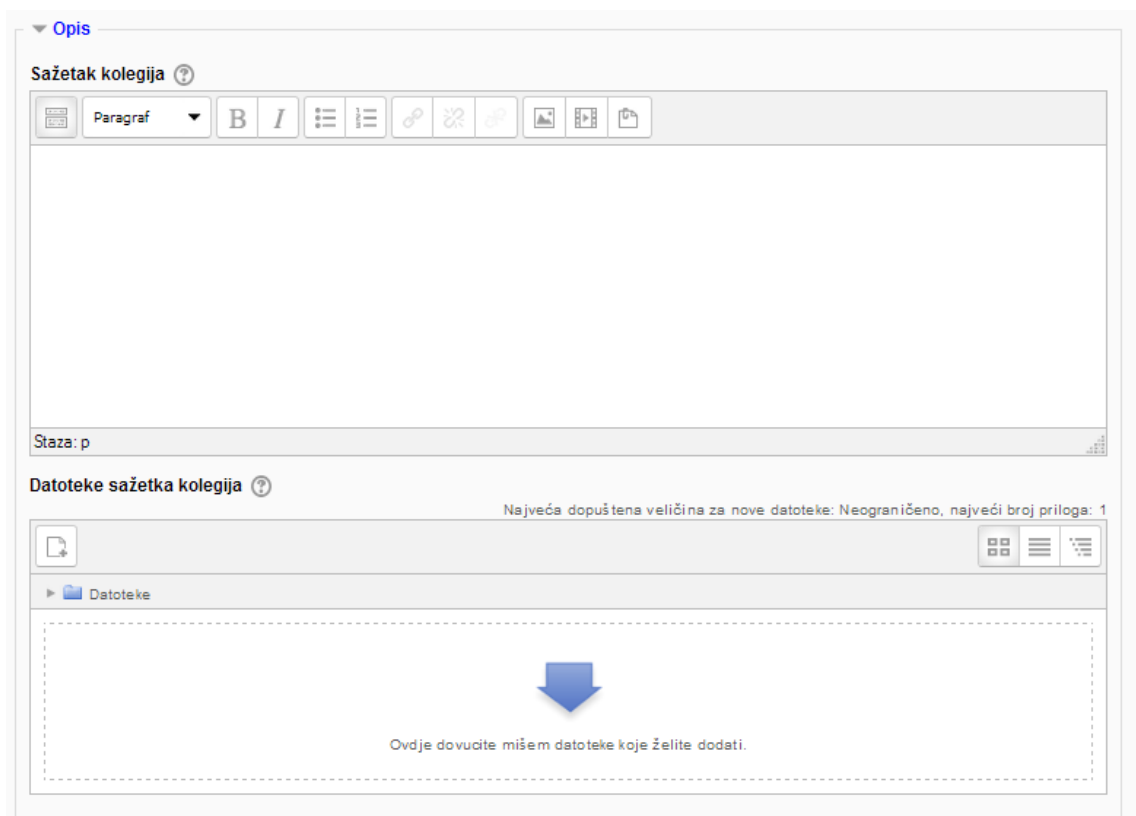 Opis
Sažetak kolegija
Paragraf B I
Staza: p
Datoteke sažetka kolegija
Najveća dopuštena veličina za nove datoteke: Neograničeno, najveći broj priloga: 1
Datoteke
Ovdje dovucite mišem datoteke koje želite dodati.